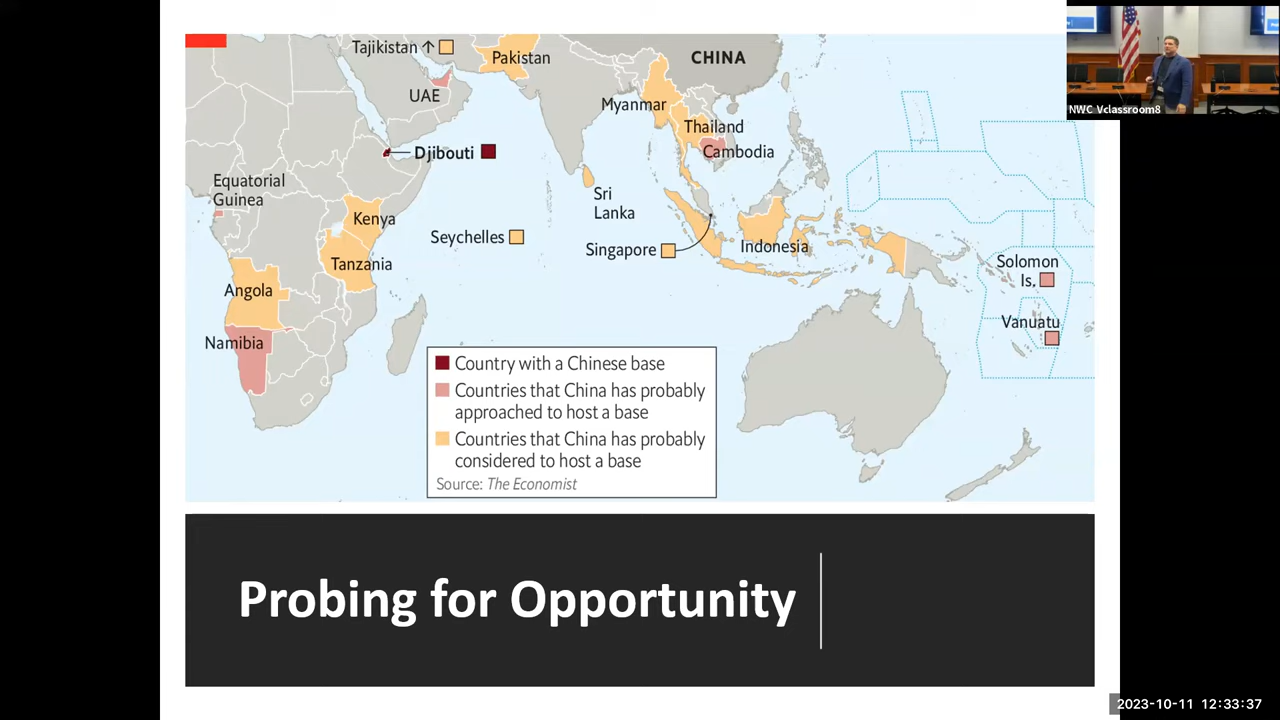 Tajikistan ↑
Pakistan
CHINA
UAE
Myanmar
Thailand
Cambodia
Djibouti
Equatorial
Guinea
Kenya
Sri
Lanka
Seychelles
Singapore
Indonesia
Tanzania
Angola
Namibia
Solomon
Is.
Vanuatu
Country with a Chinese base
Countries that China has probably
approached to host a base
Countries that China has probably
considered to host a base
Source: The Economist
Probing for Opportunity
NWC Vclassroom8
2023-10-11 12:33:37